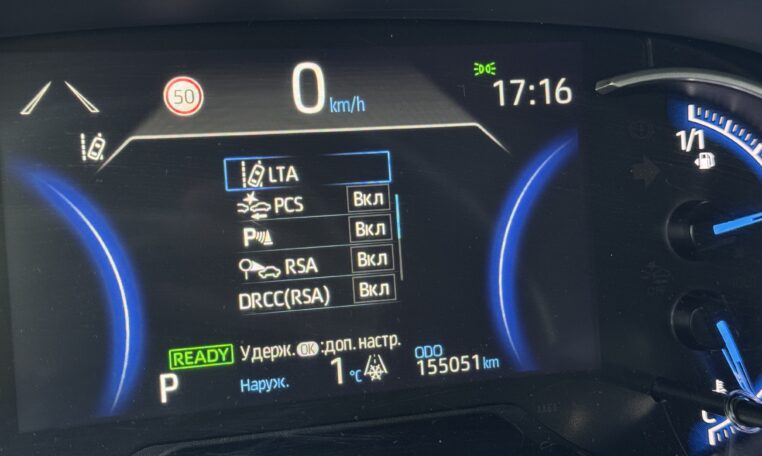 50
0 km/h
17:16
1/1
LTA
PCS Вкл
P Вкл
RSA Вкл
DRCC(RSA) Вкл
READY Удерж. OK :доп. настр.
P Наруж. 1 °C
ODO
155051 km